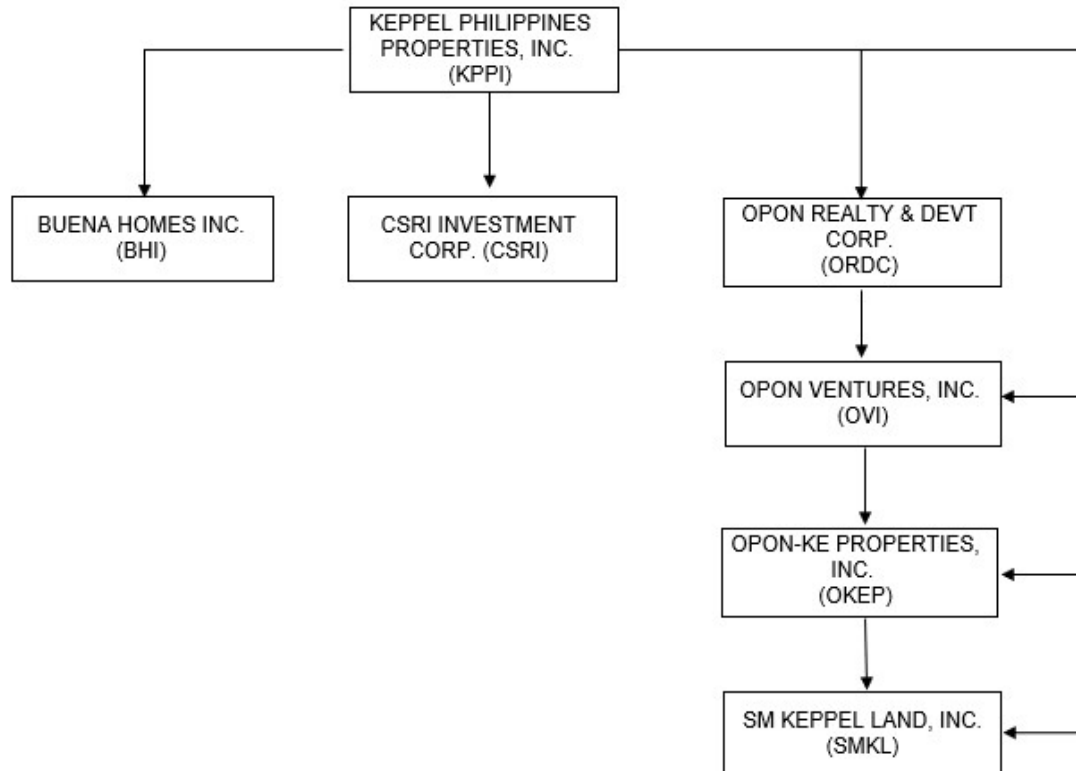 KEPPEL PHILIPPINES
PROPERTIES, INC.
(KPPI)
BUENA HOMES INC.
(BHI)
CSRI INVESTMENT
CORP. (CSRI)
OPON REALTY & DEVT
CORP.
(ORDC)
OPON VENTURES, INC.
(OVI)
OPON-KE PROPERTIES,
INC.
(OKEP)
SM KEPPEL LAND, INC.
(SMKL)